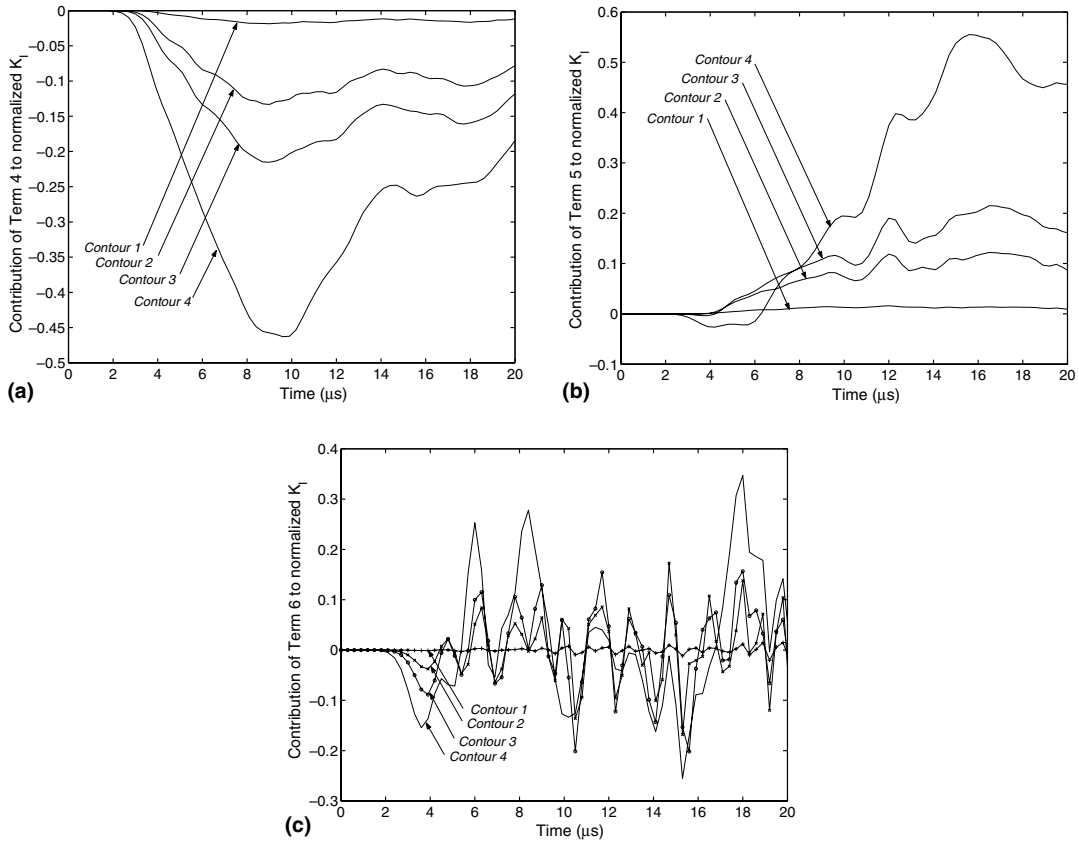 0
−0.05
−0.1
−0.15
−0.2
−0.25
−0.3
−0.35
−0.4
−0.45
−0.5
Contribution of Term 4 to normalized K_I
Contour 1
Contour 2
Contour 3
Contour 4
0 2 4 6 8 10 12 14 16 18 20
Time (μs)
(a)
0.6
0.5
0.4
0.3
0.2
0.1
0
−0.1
Contribution of Term 5 to normalized K_I
Contour 4
Contour 3
Contour 2
Contour 1
0 2 4 6 8 10 12 14 16 18 20
Time (μs)
(b)
0.4
0.3
0.2
0.1
0
−0.1
−0.2
−0.3
Contribution of Term 6 to normalized K_I
Contour 1
Contour 2
Contour 3
Contour 4
0 2 4 6 8 10 12 14 16 18 20
Time (μs)
(c)